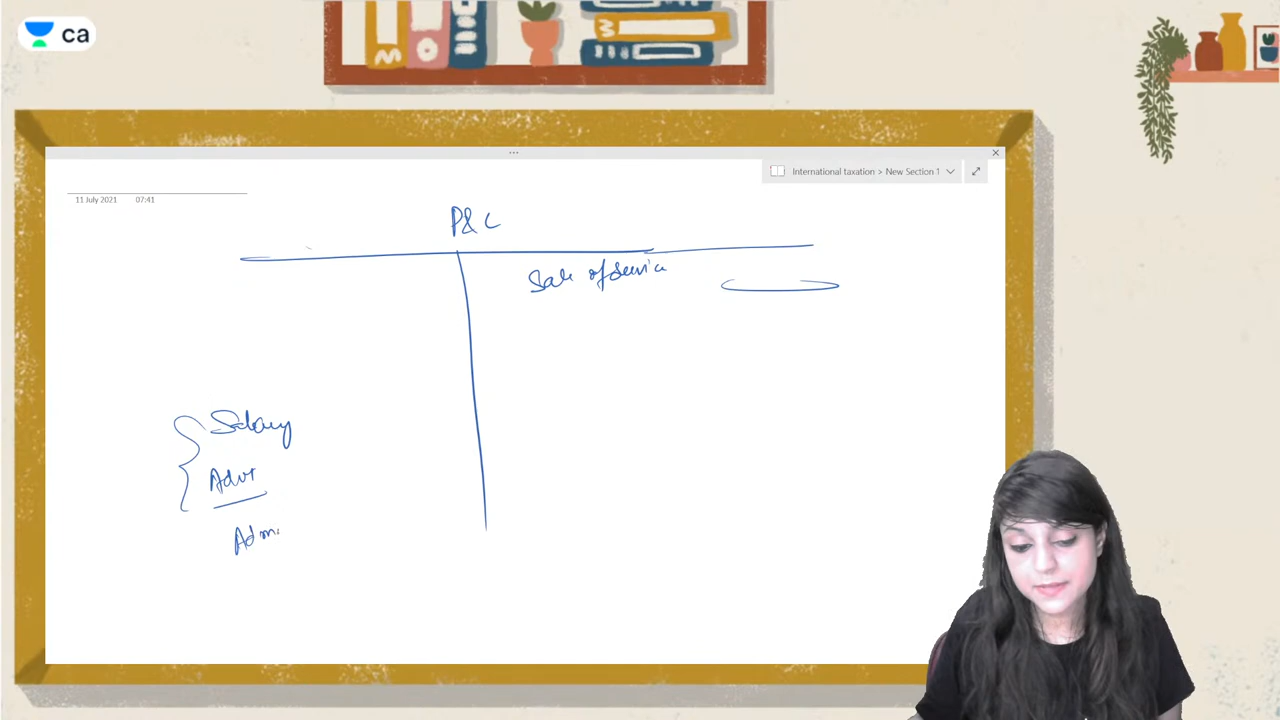 ca
International taxation > New Section 1
11 July 2021 07:41
P&L
Sale of Service
Salary
Advt
Adm